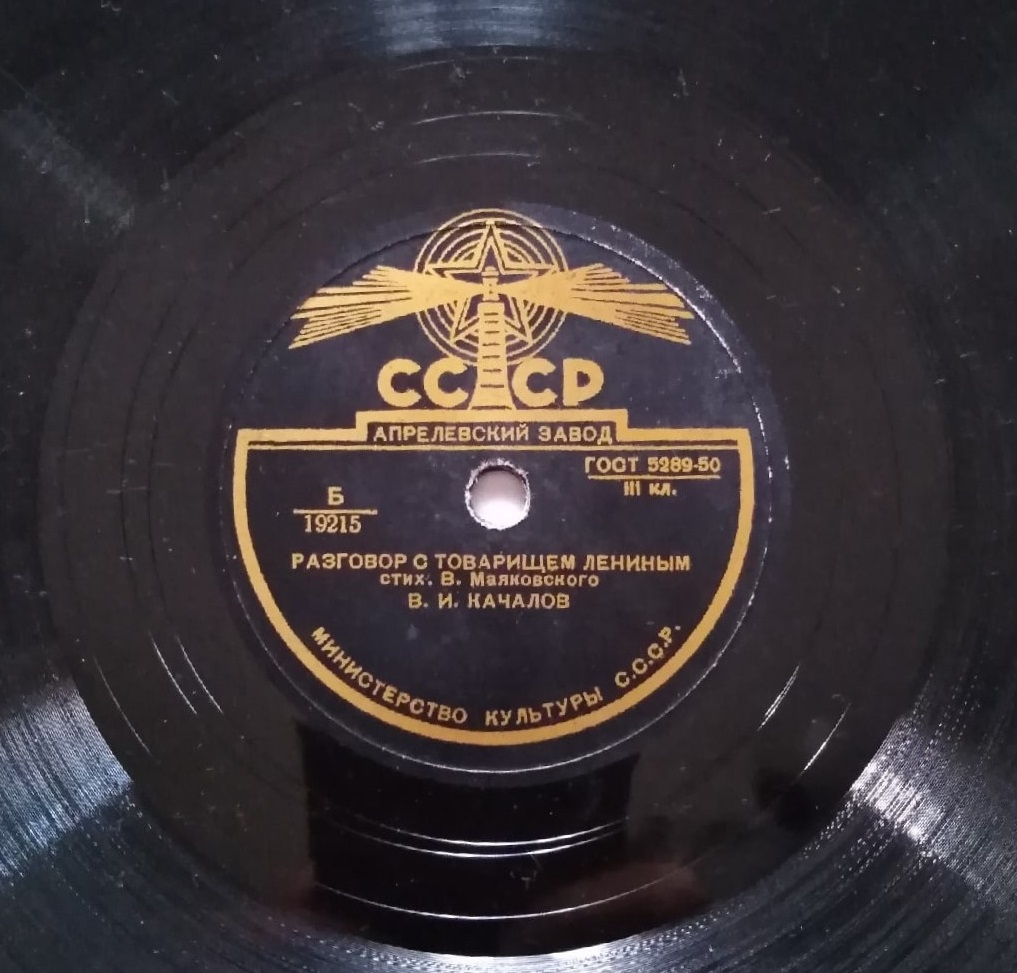 СССР
АПРЕЛЕВСКИЙ ЗАВОД
ГОСТ 5289-50
III кл.
Б
19215
РАЗГОВОР С ТОВАРИЩЕМ ЛЕНИНЫМ
стих. В. Маяковского
В. И. КАЧАЛОВ
МИНИСТЕРСТВО КУЛЬТУРЫ С.С.С.Р.